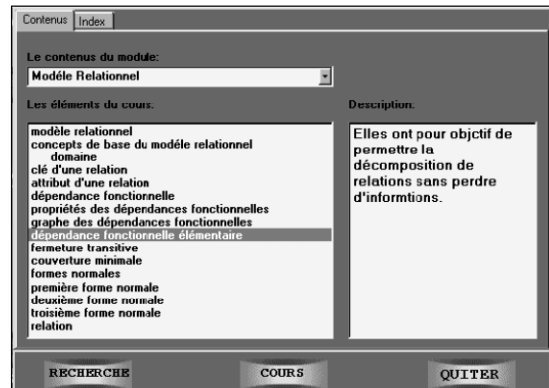 Contenus Index
Le contenus du module:
Modéle Relationnel
Les éléments du cours:
modèle relationnel
concepts de base du modéle relationnel
domaine
clé d'une relation
attribut d'une relation
dépendance fonctionnelle
propriétés des dépendances fonctionnelles
graphe des dépendances fonctionnelles
dépendance fonctionnelle élémentaire
fermeture transitive
couverture minimale
formes normales
première forme normale
deuxième forme normale
troisième forme normale
relation
Description:
Elles ont pour objctif de
permettre la
décomposition de
relations sans perdre
d'informtions.
RECHERCHE COURS QUITER